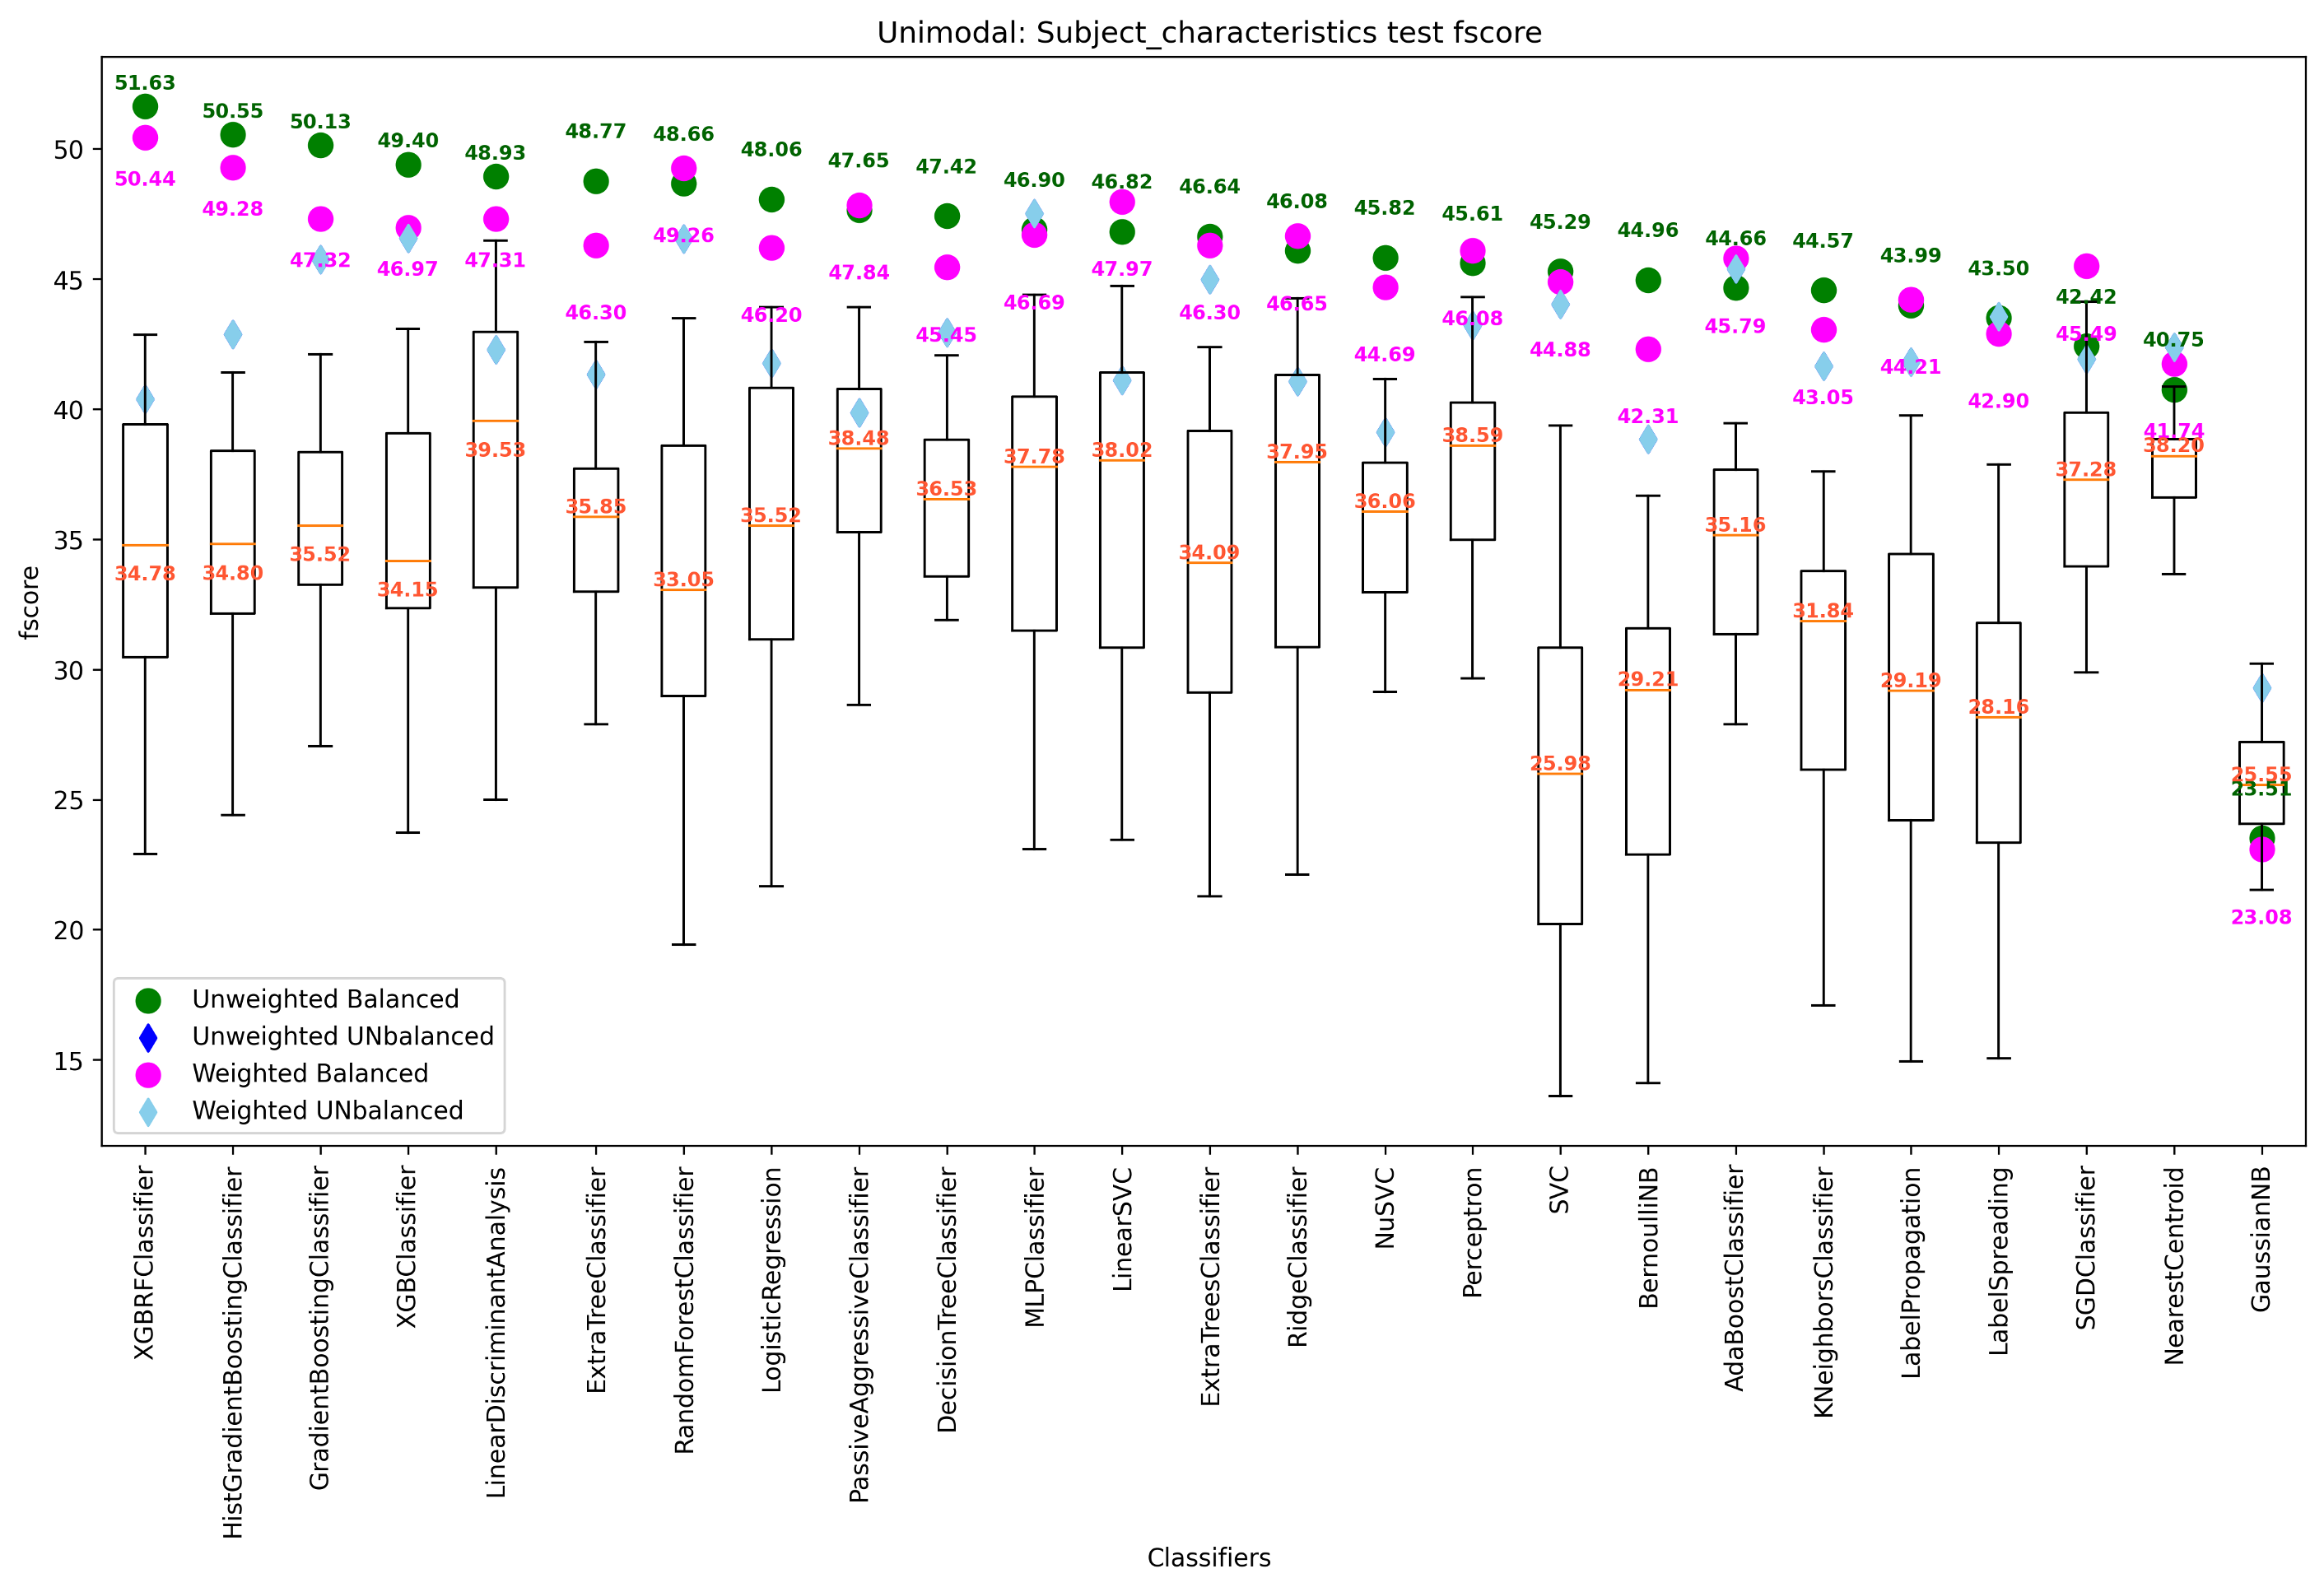 Unimodal: Subject_characteristics test fscore
51.63
50.55
50.13
49.40
48.93
48.77
48.66
48.06
47.65
47.42
46.90
46.82
46.64
46.08
45.82
45.61
45.29
44.96
44.66
44.57
43.99
43.50
42.42
40.75
23.51
50.44
49.28
47.32
46.97
47.31
46.30
49.26
46.20
47.84
45.45
46.69
47.97
46.30
46.65
44.69
46.08
44.88
42.31
45.79
43.05
44.21
42.90
45.49
41.74
23.08
34.78
34.80
35.52
34.15
39.53
35.85
33.05
35.52
38.48
36.53
37.78
38.02
34.09
37.95
36.06
38.59
25.98
29.21
35.16
31.84
29.19
28.16
37.28
38.20
25.55
fscore
50
45
40
35
30
25
20
15
Unweighted Balanced
Unweighted UNbalanced
Weighted Balanced
Weighted UNbalanced
XGBRFClassifier
HistGradientBoostingClassifier
GradientBoostingClassifier
XGBClassifier
LinearDiscriminantAnalysis
ExtraTreeClassifier
RandomForestClassifier
LogisticRegression
PassiveAggressiveClassifier
DecisionTreeClassifier
MLPClassifier
LinearSVC
ExtraTreesClassifier
RidgeClassifier
NuSVC
Perceptron
SVC
BernoulliNB
AdaBoostClassifier
KNeighborsClassifier
LabelPropagation
LabelSpreading
SGDClassifier
NearestCentroid
GaussianNB
Classifiers